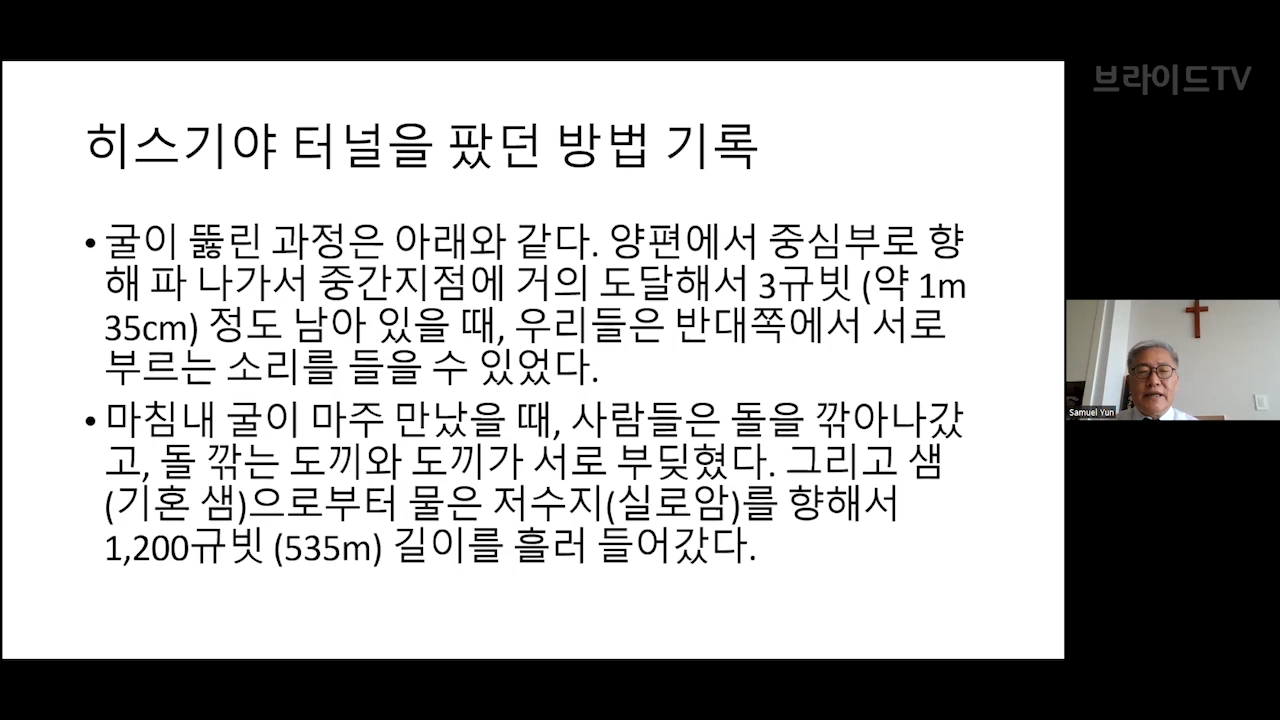 브라이드TV
히스기야 터널을 팠던 방법 기록
• 굴이 뚫린 과정은 아래와 같다. 양편에서 중심부로 향
해 파 나가서 중간지점에 거의 도달해서 3규빗 (약 1m
35cm) 정도 남아 있을 때, 우리들은 반대쪽에서 서로
부르는 소리를 들을 수 있었다.
• 마침내 굴이 마주 만났을 때, 사람들은 돌을 깎아나갔
고, 돌 깎는 도끼와 도끼가 서로 부딪혔다. 그리고 샘
(기혼 샘)으로부터 물은 저수지(실로암)를 향해서
1,200규빗 (535m) 길이를 흘러 들어갔다.
Samuel Yun